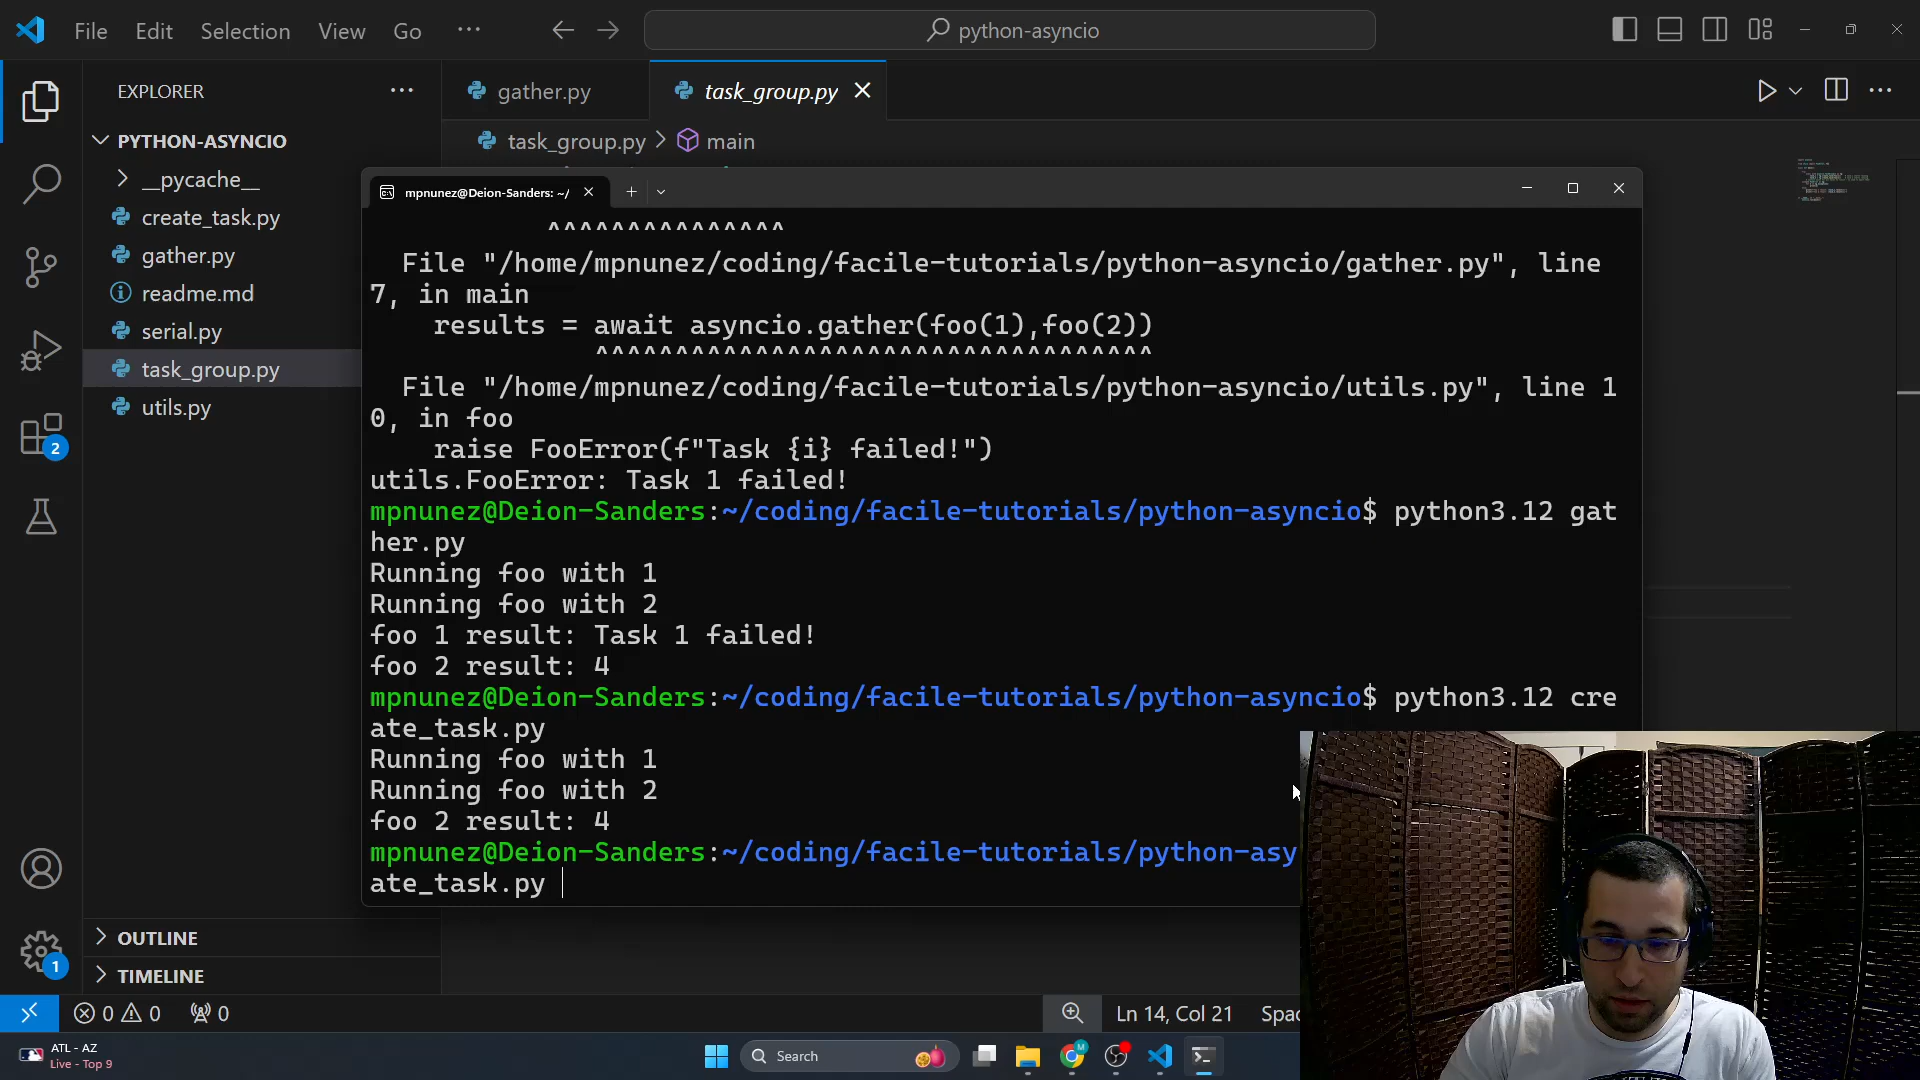 File Edit Selection View Go ···
python-asyncio
EXPLORER
gather.py
task_group.py
PYTHON-ASYNCIO
task_group.py > main
__pycache__
create_task.py
gather.py
readme.md
serial.py
task_group.py
utils.py
mpnunez@Deion-Sanders: ~/
^^^^^^^^^^^^^^^
File "/home/mpnunez/coding/facile-tutorials/python-asyncio/gather.py", line
7, in main
results = await asyncio.gather(foo(1),foo(2))
^^^^^^^^^^^^^^^^^^^^^^^^^^^^^^^^^^^
File "/home/mpnunez/coding/facile-tutorials/python-asyncio/utils.py", line 1
0, in foo
raise FooError(f"Task {i} failed!")
utils.FooError: Task 1 failed!
mpnunez@Deion-Sanders:~/coding/facile-tutorials/python-asyncio$ python3.12 gat
her.py
Running foo with 1
Running foo with 2
foo 1 result: Task 1 failed!
foo 2 result: 4
mpnunez@Deion-Sanders:~/coding/facile-tutorials/python-asyncio$ python3.12 cre
ate_task.py
Running foo with 1
Running foo with 2
foo 2 result: 4
mpnunez@Deion-Sanders:~/coding/facile-tutorials/python-asy
ate_task.py
2
1
OUTLINE
TIMELINE
0 0 0
Ln 14, Col 21 Spac
ATL - AZ
Live - Top 9
Search